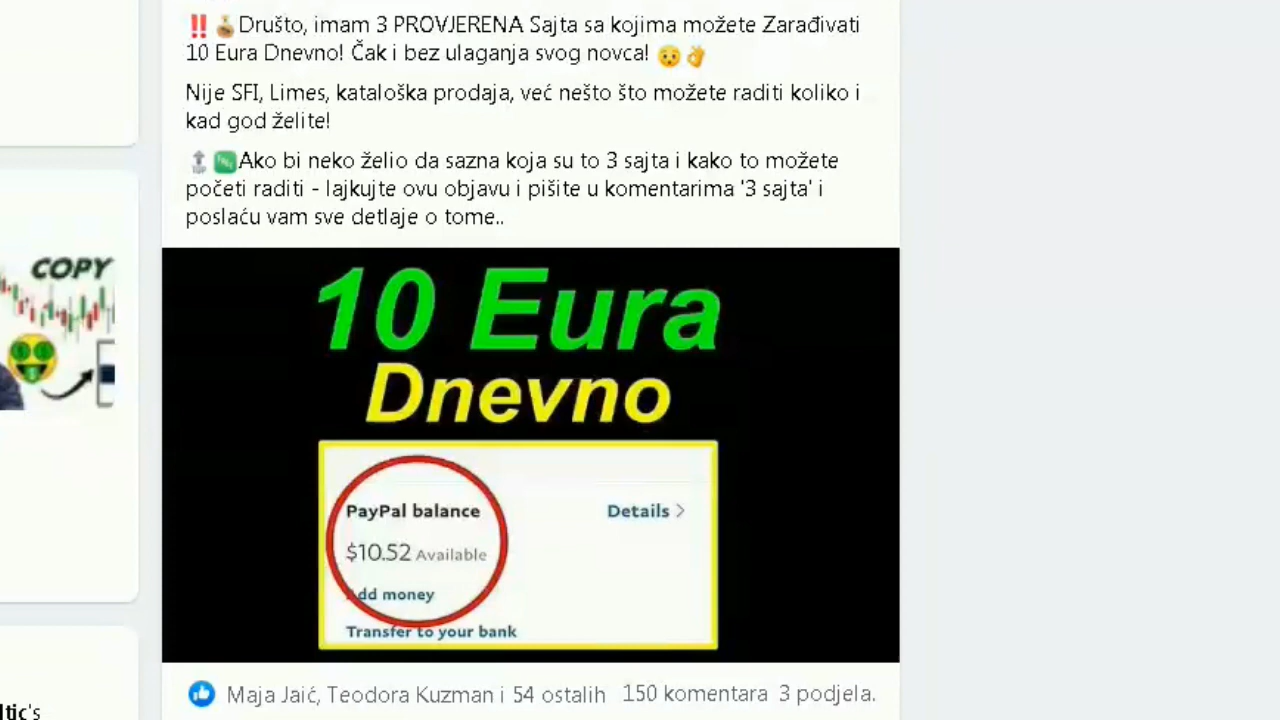 ‼️💰Društo, imam 3 PROVJERENA Sajta sa kojima možete Zarađivati
10 Eura Dnevno! Čak i bez ulaganja svog novca! 😯👌
Nije SFI, Limes, kataloška prodaja, već nešto što možete raditi koliko i
kad god želite!
🔝💹Ako bi neko želio da sazna koja su to 3 sajta i kako to možete
početi raditi - lajkujte ovu objavu i pišite u komentarima '3 sajta' i
poslaću vam sve detlaje o tome..
COPY
10 Eura
Dnevno
PayPal balance
Details >
$10.52 Available
Add money
Transfer to your bank
Maja Jaić, Teodora Kuzman i 54 ostalih 150 komentara 3 podjela.